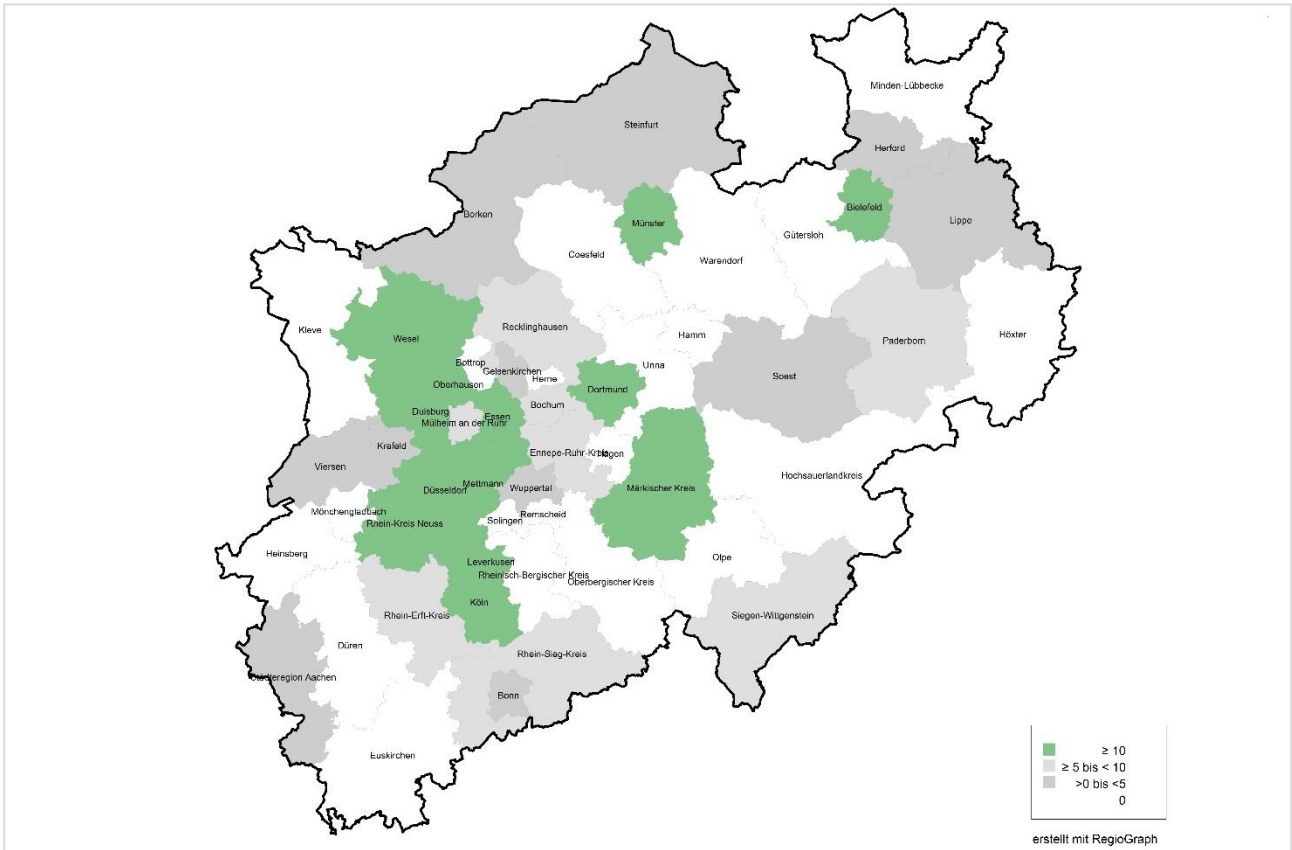 Minden-Lübbecke
Steinfurt
Herford
Bielefeld
Borken
Münster
Lippe
Gütersloh
Coesfeld
Warendorf
Kleve
Recklinghausen
Hamm
Höxter
Wesel
Paderborn
Bottrop
Unna
Gelsenkirchen
Herne
Soest
Oberhausen
Dortmund
Duisburg
Essen
Bochum
Mülheim an der Ruhr
Krefeld
Ennepe-Ruhr-Kreis
Hagen
Viersen
Hochsauerlandkreis
Mettmann
Wuppertal
Düsseldorf
Märkischer Kreis
Mönchengladbach
Remscheid
Rhein-Kreis Neuss
Solingen
Heinsberg
Olpe
Leverkusen
Rheinisch-Bergischer Kreis
Oberbergischer Kreis
Köln
Rhein-Erft-Kreis
Siegen-Wittgenstein
Düren
Rhein-Sieg-Kreis
Städteregion Aachen
Bonn
Euskirchen
≥ 10
≥ 5 bis < 10
>0 bis <5
0
erstellt mit RegioGraph